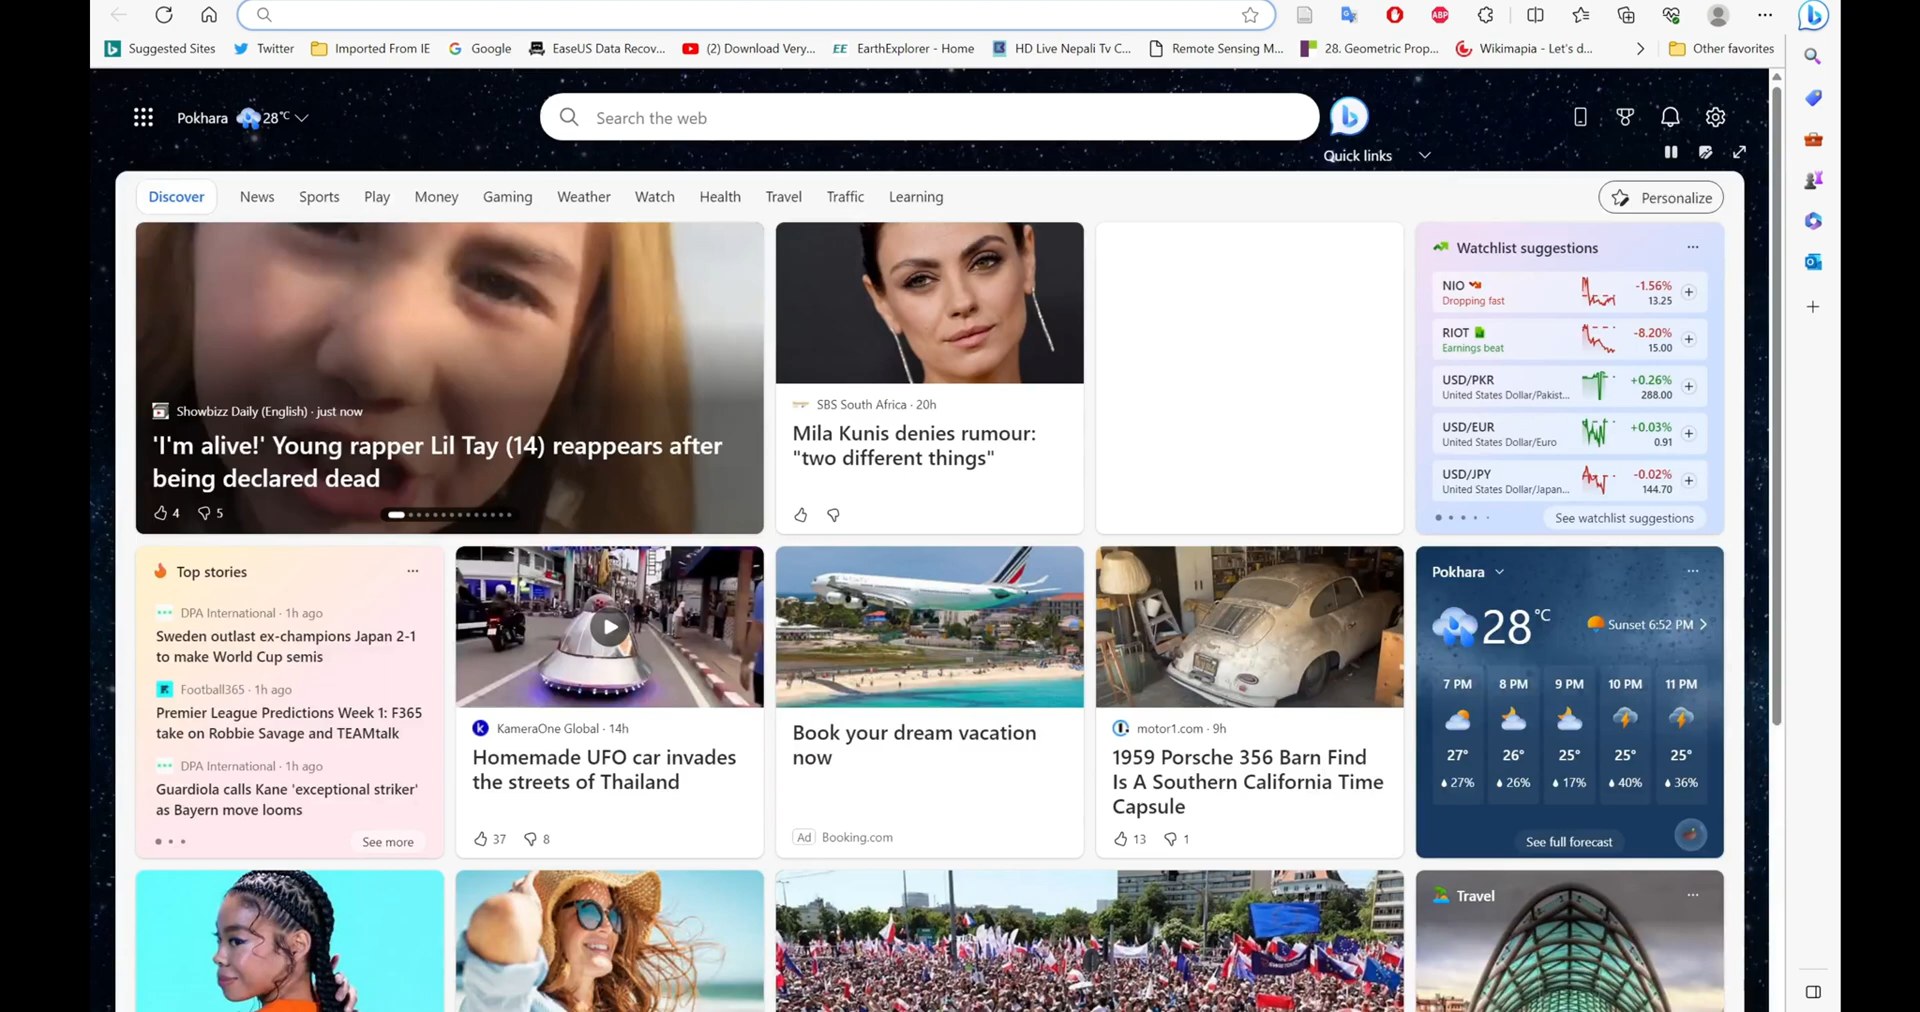 Suggested Sites
Twitter
Imported From IE
Google
EaseUS Data Recov...
(2) Download Very...
EE EarthExplorer - Home
HD Live Nepali Tv C...
Remote Sensing M...
28. Geometric Prop...
Wikimapia - Let's d...
Other favorites
ABP
Pokhara 28°C
Search the web
Quick links
Discover
News
Sports
Play
Money
Gaming
Weather
Watch
Health
Travel
Traffic
Learning
Personalize
Showbizz Daily (English) · just now
'I'm alive!' Young rapper Lil Tay (14) reappears after
being declared dead
4 5
SBS South Africa · 20h
Mila Kunis denies rumour:
"two different things"
Watchlist suggestions
NIO -1.56%
Dropping fast 13.25
RIOT -8.20%
Earnings beat 15.00
USD/PKR +0.26%
United States Dollar/Pakist... 288.00
USD/EUR +0.03%
United States Dollar/Euro 0.91
USD/JPY -0.02%
United States Dollar/Japan... 144.70
See watchlist suggestions
Top stories
DPA International · 1h ago
Sweden outlast ex-champions Japan 2-1
to make World Cup semis
Football365 · 1h ago
Premier League Predictions Week 1: F365
take on Robbie Savage and TEAMtalk
DPA International · 1h ago
Guardiola calls Kane 'exceptional striker'
as Bayern move looms
See more
KameraOne Global · 14h
Homemade UFO car invades
the streets of Thailand
37 8
Book your dream vacation
now
Ad Booking.com
motor1.com · 9h
1959 Porsche 356 Barn Find
Is A Southern California Time
Capsule
13 1
Pokhara
28°C
Sunset 6:52 PM
7 PM 8 PM 9 PM 10 PM 11 PM
27° 26° 25° 25° 25°
27% 26% 17% 40% 36%
See full forecast
Travel